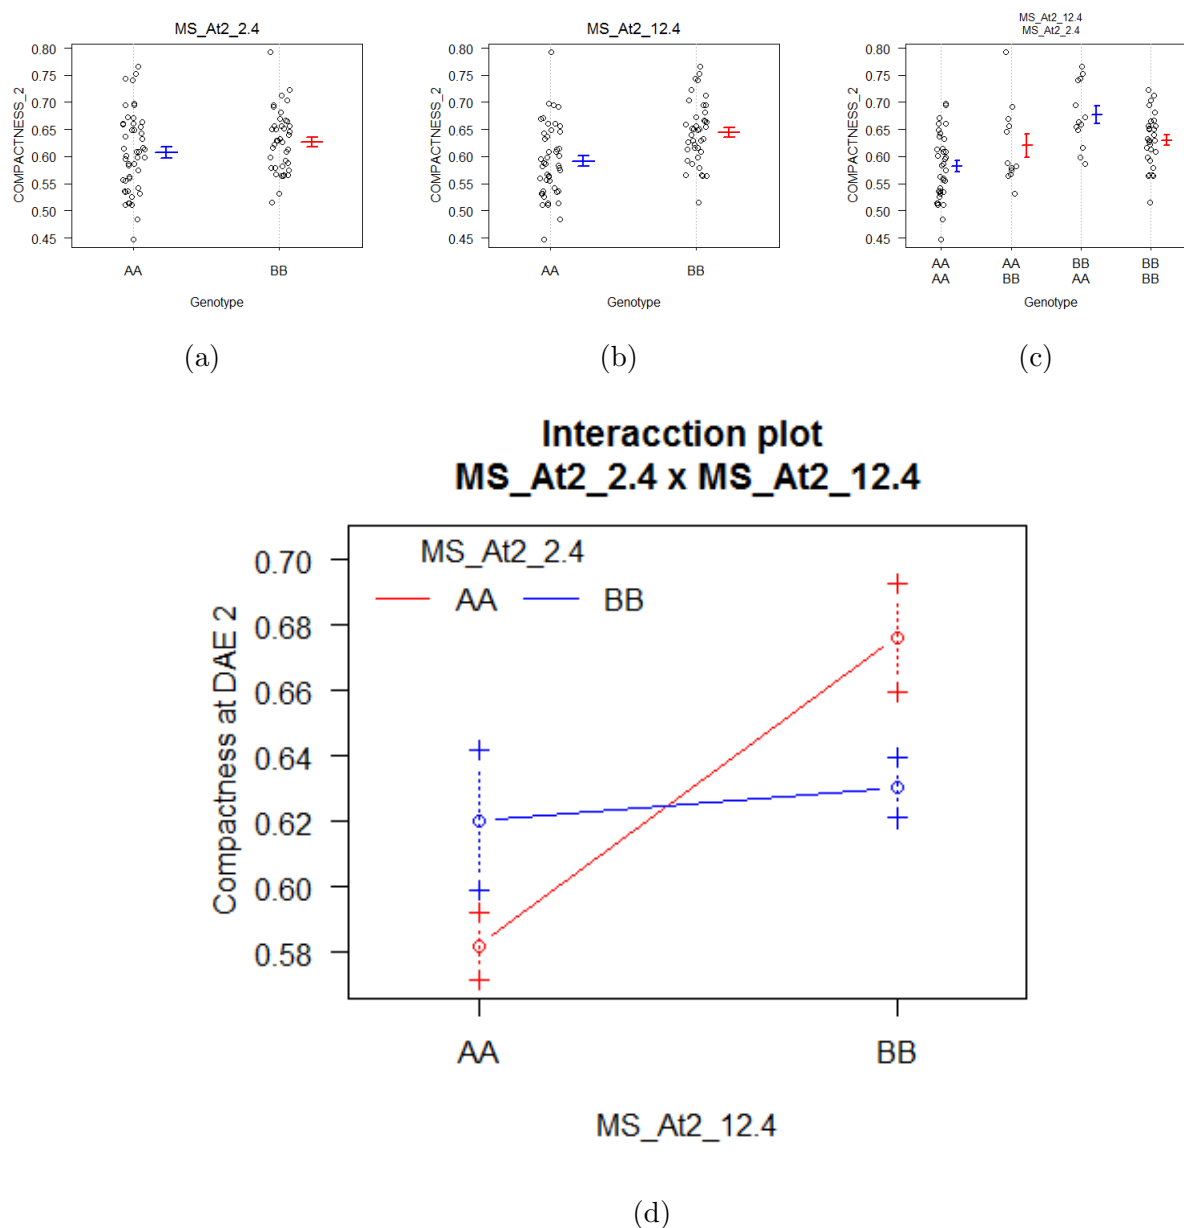 MS_At2_2.4
COMPACTNESS_2
0.80
0.75
0.70
0.65
0.60
0.55
0.50
0.45
AA BB
Genotype
(a)
MS_At2_12.4
COMPACTNESS_2
0.80
0.75
0.70
0.65
0.60
0.55
0.50
0.45
AA BB
Genotype
(b)
MS_At2_12.4
MS_At2_2.4
COMPACTNESS_2
0.80
0.75
0.70
0.65
0.60
0.55
0.50
0.45
AA AA BB BB
AA BB AA BB
Genotype
(c)
Interacction plot
MS_At2_2.4 x MS_At2_12.4
MS_At2_2.4
AA BB
Compactness at DAE 2
0.70
0.68
0.66
0.64
0.62
0.60
0.58
AA BB
MS_At2_12.4
(d)